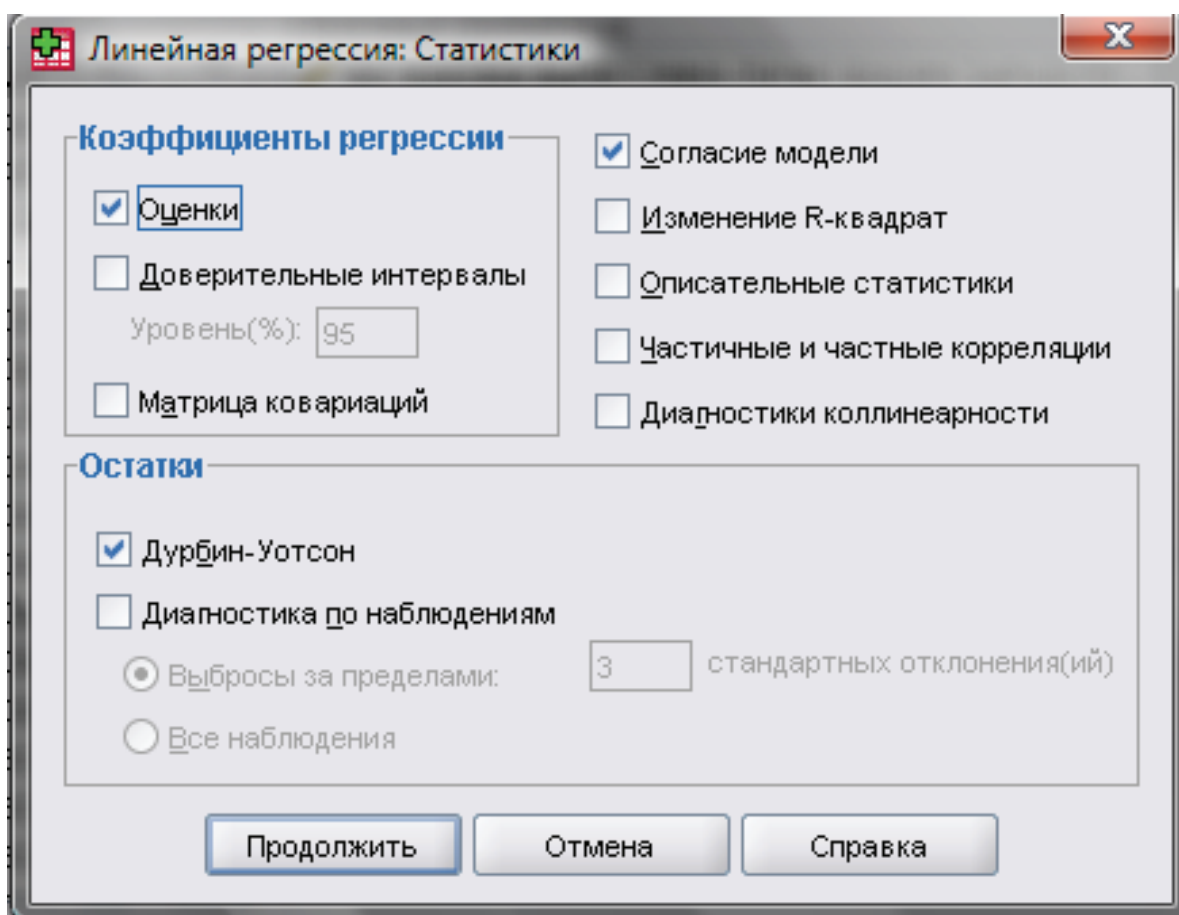 Линейная регрессия: Статистики
Коэффициенты регрессии
Оценки
Доверительные интервалы
Уровень(%): 95
Матрица ковариаций
Согласие модели
Изменение R-квадрат
Описательные статистики
Частичные и частные корреляции
Диагностики коллинеарности
Остатки
Дурбин-Уотсон
Диагностика по наблюдениям
Выбросы за пределами: 3 стандартных отклонения(ий)
Все наблюдения
Продолжить Отмена Справка